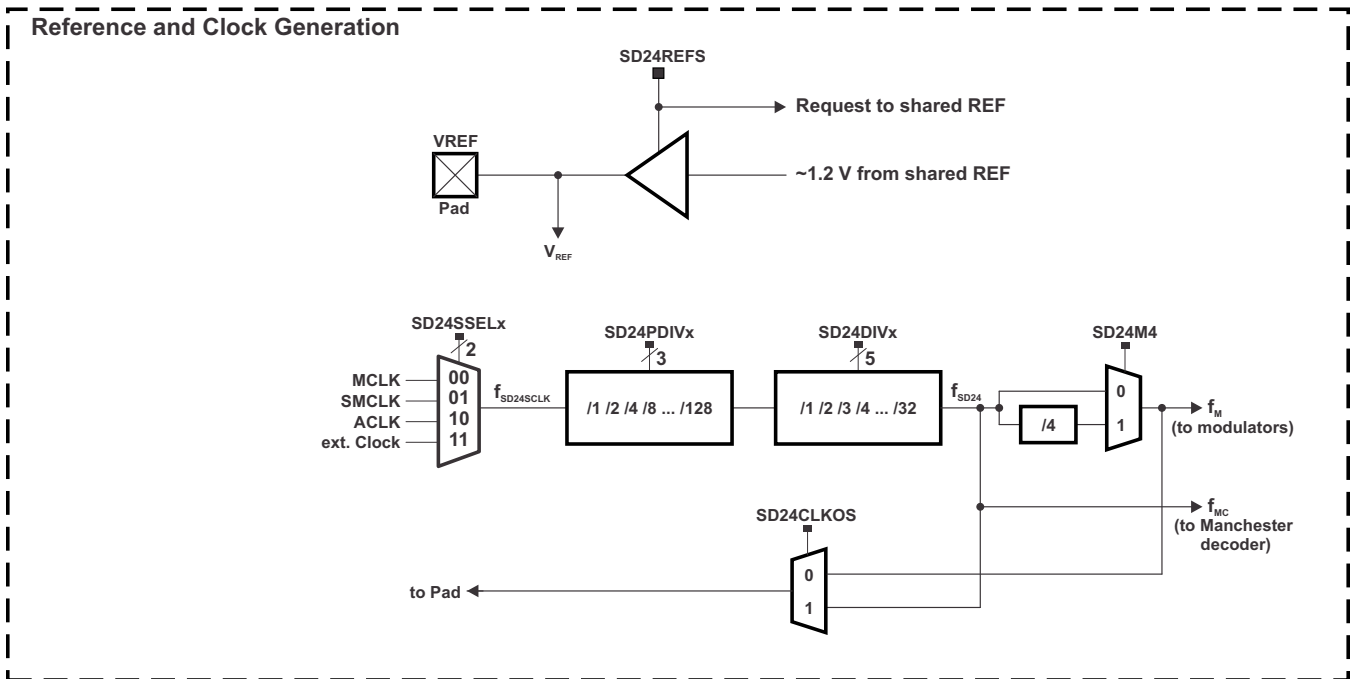 Reference and Clock Generation
SD24REFS
Request to shared REF
VREF
~1.2 V from shared REF
Pad
VREF
SD24SSELx
2
SD24PDIVx
3
SD24DIVx
5
SD24M4
MCLK
SMCLK
ACLK
ext. Clock
00
01
10
11
fSD24SCLK
/1 /2 /4 /8 ... /128
/1 /2 /3 /4 ... /32
fSD24
/4
0
1
fM
(to modulators)
fMC
(to Manchester
decoder)
SD24CLKOS
0
1
to Pad